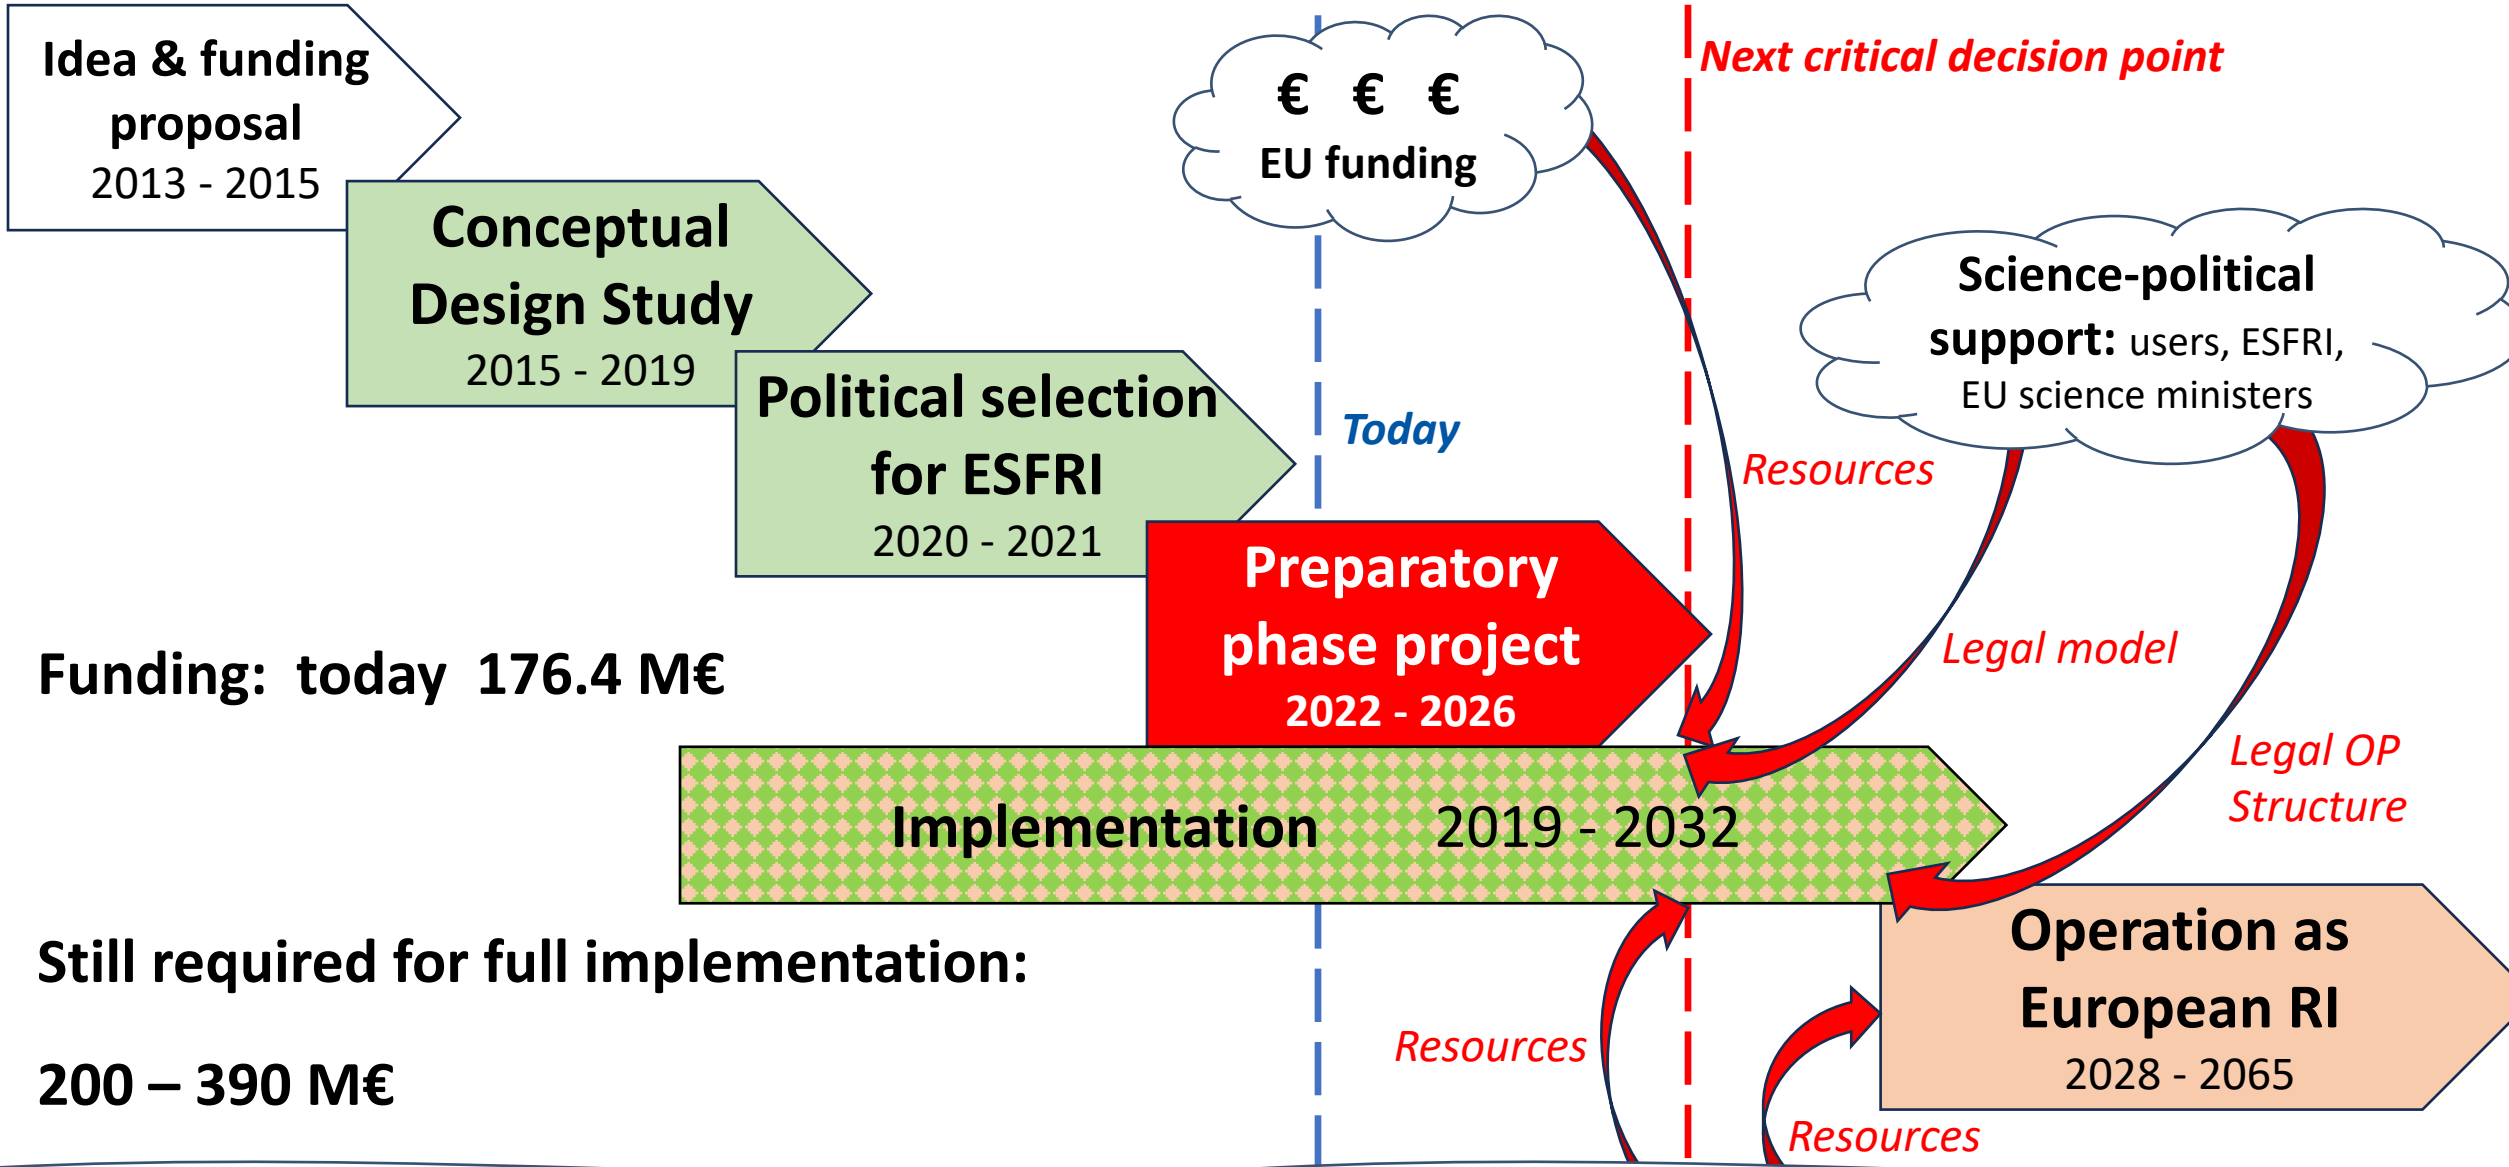 Idea & funding
proposal
2013 - 2015
Conceptual
Design Study
2015 - 2019
Political selection
for ESFRI
2020 - 2021
€ € €
EU funding
Next critical decision point
Today
Science-political
support: users, ESFRI,
EU science ministers
Resources
Preparatory
phase project
2022 - 2026
Legal model
Legal OP
Structure
Funding: today 176.4 M€
Implementation 2019 - 2032
Still required for full implementation:
200 – 390 M€
Resources
Resources
Operation as
European RI
2028 - 2065